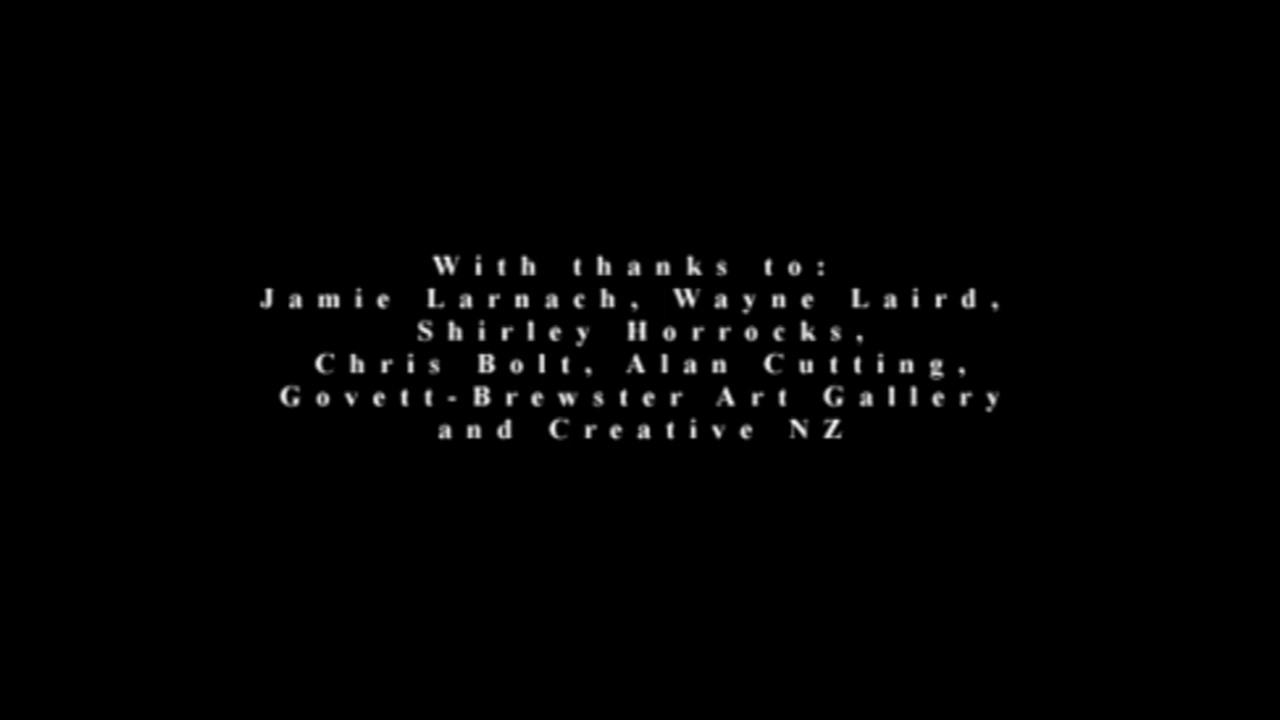 With thanks to:
Jamie Larnach, Wayne Laird,
Shirley Horrocks,
Chris Bolt, Alan Cutting,
Govett-Brewster Art Gallery
and Creative NZ